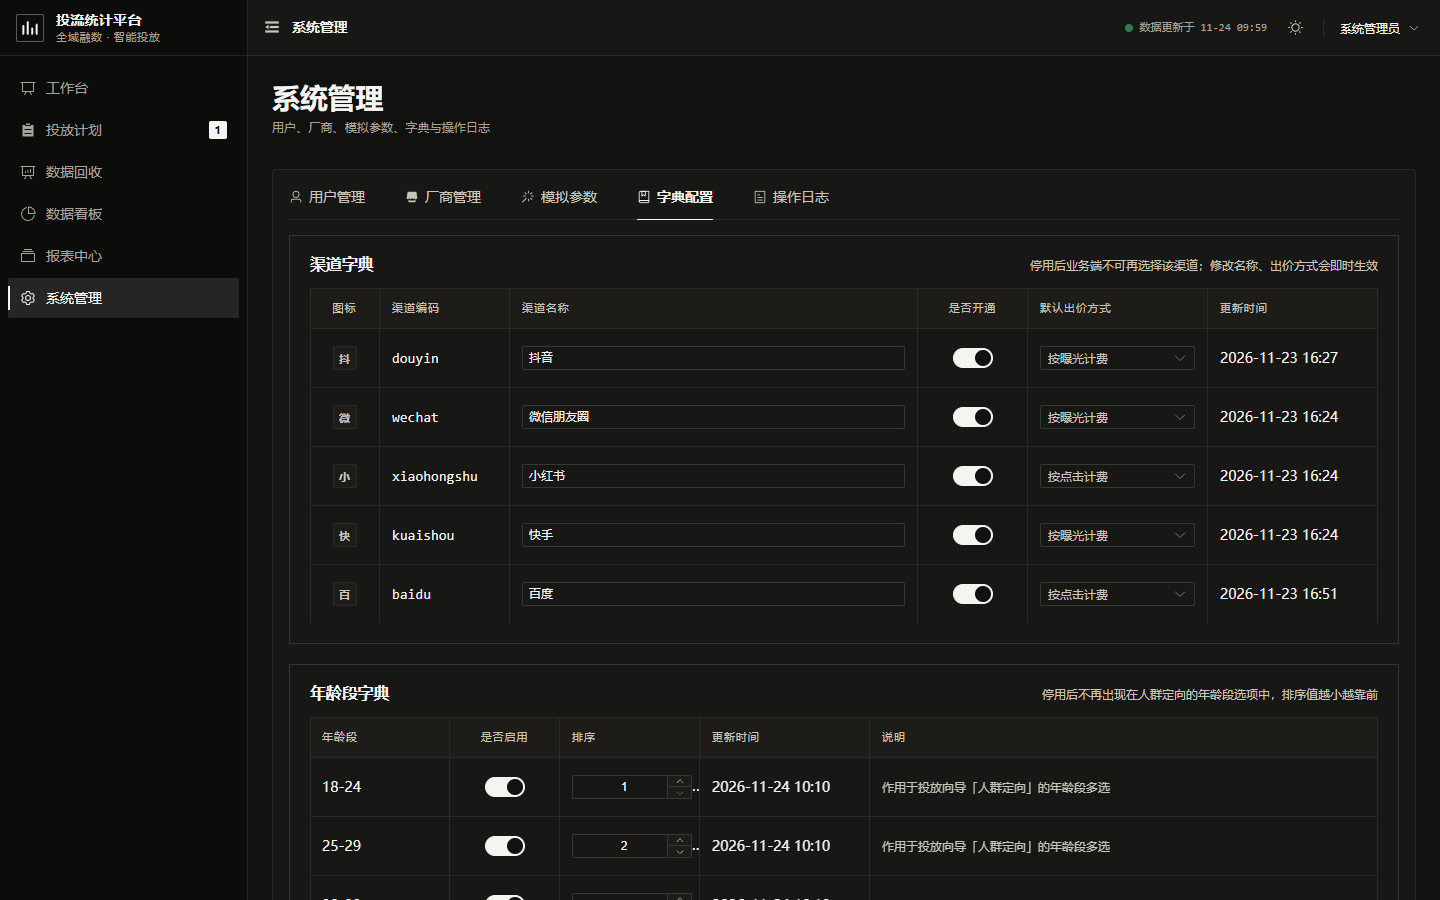 投流统计平台
全域融数 · 智能投放
系统管理
数据更新于 11-24 09:59
系统管理员
工作台
投放计划
1
数据回收
数据看板
报表中心
系统管理
系统管理
用户、厂商、模拟参数、字典与操作日志
用户管理
厂商管理
模拟参数
字典配置
操作日志
渠道字典
停用后业务端不可再选择该渠道；修改名称、出价方式会即时生效
图标 渠道编码 渠道名称 是否开通 默认出价方式 更新时间
抖 douyin 抖音 按曝光计费 2026-11-23 16:27
微 wechat 微信朋友圈 按曝光计费 2026-11-23 16:24
小 xiaohongshu 小红书 按点击计费 2026-11-23 16:24
快 kuaishou 快手 按曝光计费 2026-11-23 16:24
百 baidu 百度 按点击计费 2026-11-23 16:51
年龄段字典
停用后不再出现在人群定向的年龄段选项中，排序值越小越靠前
年龄段 是否启用 排序 更新时间 说明
18-24 1 .. 2026-11-24 10:10 作用于投放向导「人群定向」的年龄段多选
25-29 2 .. 2026-11-24 10:10 作用于投放向导「人群定向」的年龄段多选